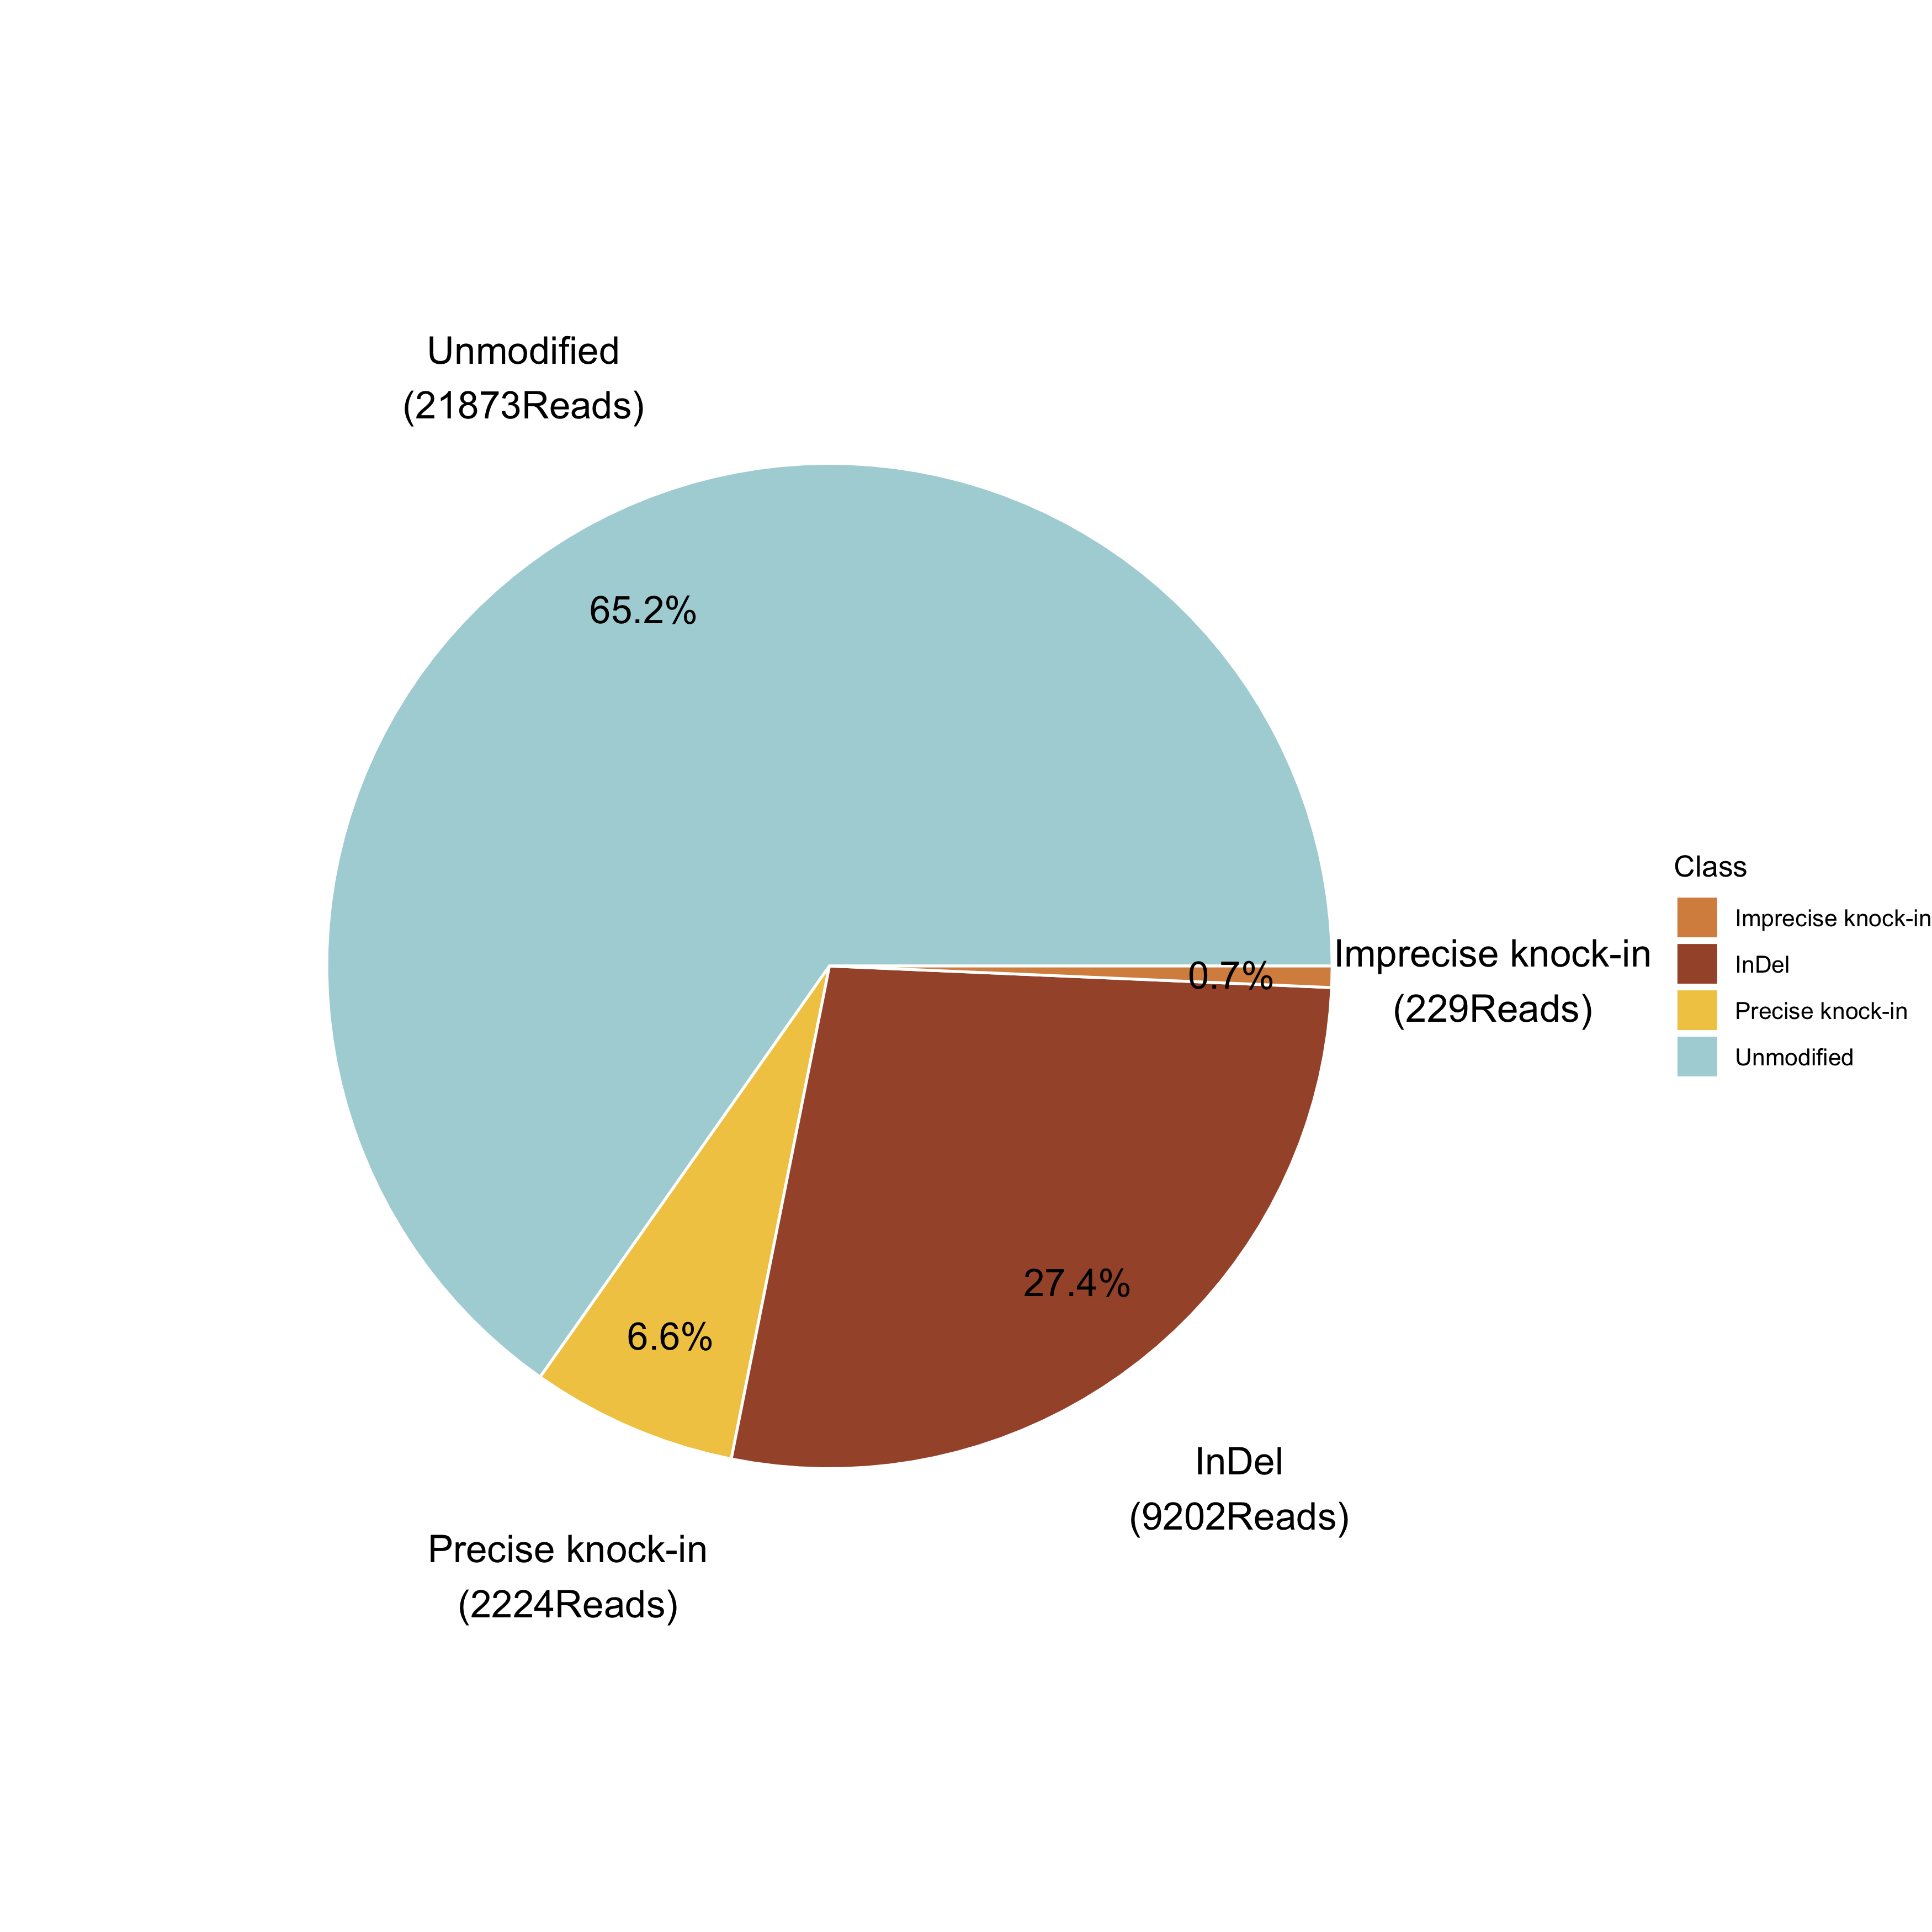 Unmodified
(21873Reads)
65.2%
Imprecise knock-in
(229Reads)
0.7%
27.4%
6.6%
InDel
(9202Reads)
Precise knock-in
(2224Reads)
Class
Imprecise knock-in
InDel
Precise knock-in
Unmodified